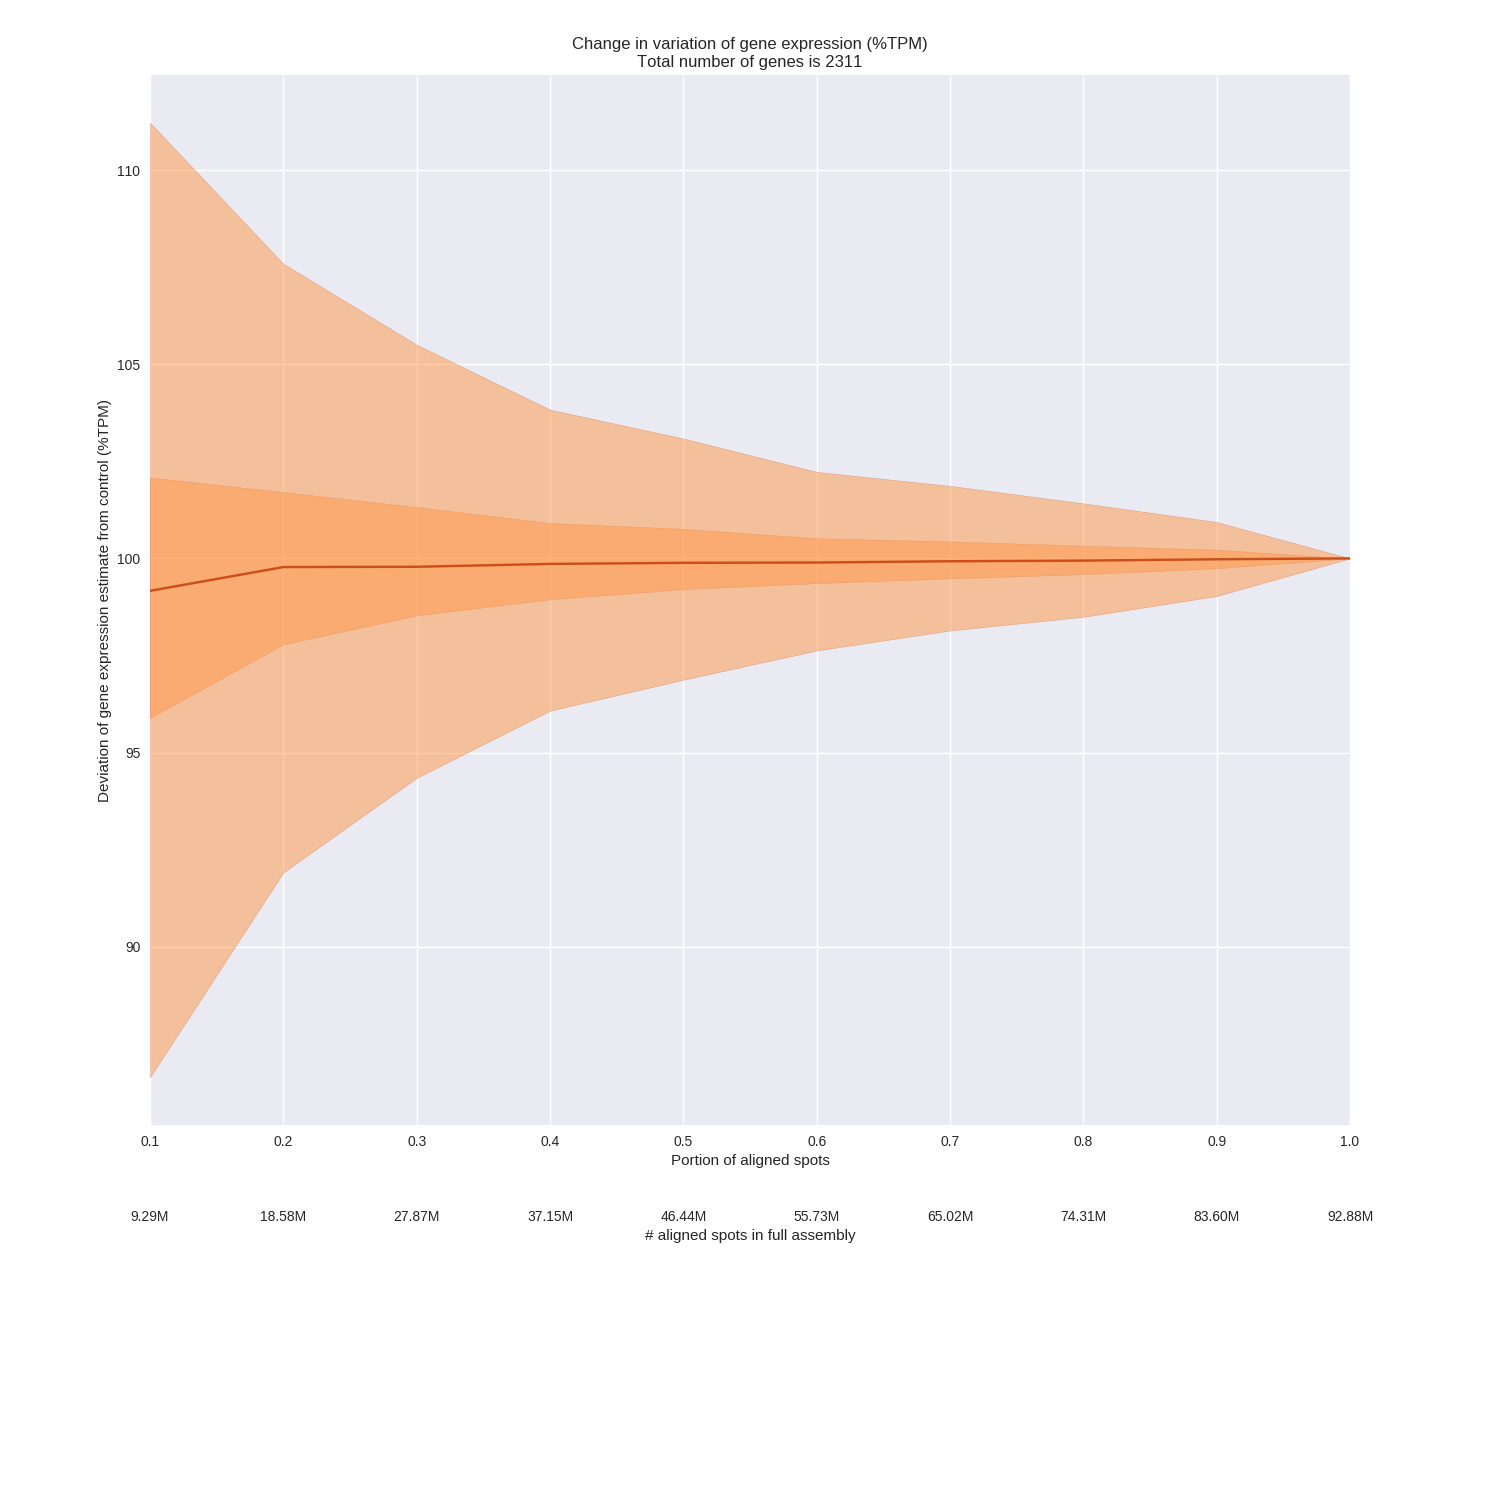 Change in variation of gene expression (%TPM)
Total number of genes is 2311
Deviation of gene expression estimate from control (%TPM)
110
105
100
95
90
0.1 0.2 0.3 0.4 0.5 0.6 0.7 0.8 0.9 1.0
Portion of aligned spots
9.29M 18.58M 27.87M 37.15M 46.44M 55.73M 65.02M 74.31M 83.60M 92.88M
# aligned spots in full assembly